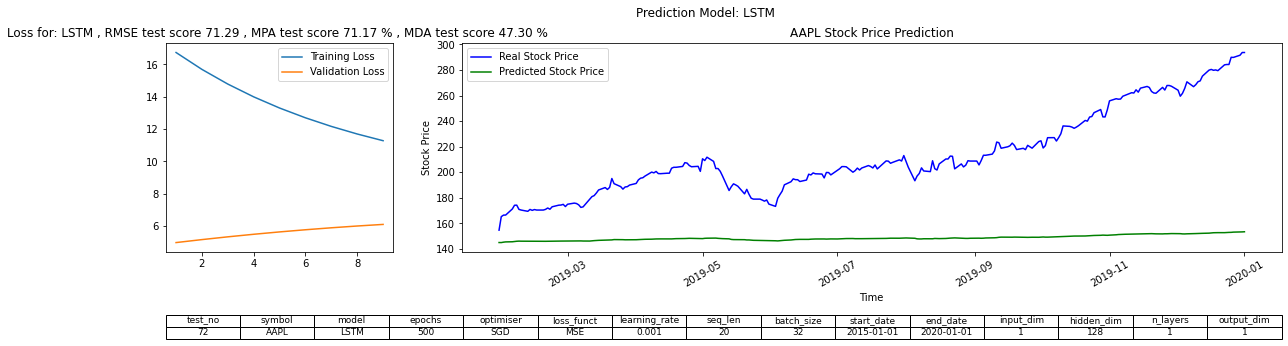 Prediction Model: LSTM
Loss for: LSTM , RMSE test score 71.29 , MPA test score 71.17 % , MDA test score 47.30 %
AAPL Stock Price Prediction
Training Loss
Validation Loss
16
14
12
10
8
6
2 4 6 8
Real Stock Price
Predicted Stock Price
Stock Price
300
280
260
240
220
200
180
160
140
2019-03 2019-05 2019-07 2019-09 2019-11 2020-01
Time
test_no symbol model epochs optimiser loss_funct learning_rate seq_len batch_size start_date end_date input_dim hidden_dim n_layers output_dim
72 AAPL LSTM 500 SGD MSE 0.001 20 32 2015-01-01 2020-01-01 1 128 1 1